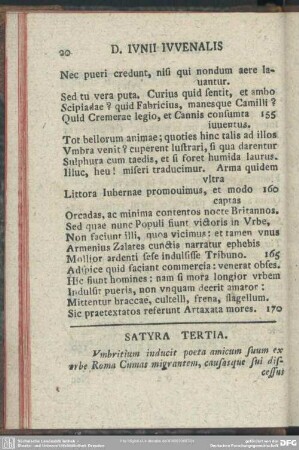 20 D. IVNII IVVENALIS
Nec pueri credunt, nisi qui nondum aere la-
uantur.
Sed tu vera puta. Curius quid sentit, et ambo
Scipiadae? quid Fabricius, manesque Camilli?
Quid Cremerae legio, et Cannis consumta 155
iuuentus,
Tot bellorum animae; quoties hinc talis ad illos
Vmbra venit? cuperent lustrari, si qua darentur
Sulphura cum taedis, et si foret humida laurus.
Illuc, heu! miseri traducimur. Arma quidem
vltra
Littora Iubernae promouimus, et modo 160
captas
Orcadas, ac minima contentos nocte Britannos.
Sed quae nunc Populi fiunt victoris in Vrbe,
Non faciunt illi, quos vicimus: et tamen vnus
Armenius Zalates cunctis narratur ephebis
Mollior ardenti sese indulsisse Tribuno. 165
Adspice quid faciant commercia: venerat obses.
Hic fiunt homines: nam si mora longior vrbem
Indulsit pueris, non vnquam deerit amator:
Mittentur braccae, cultelli, frena, flagellum.
Sic praetextatos referunt Artaxata mores. 170
SATYRA TERTIA.
Vmbritium inducit poeta amicum suum ex
vrbe Roma Cumas migrantem, causasque sui dis-
cessus